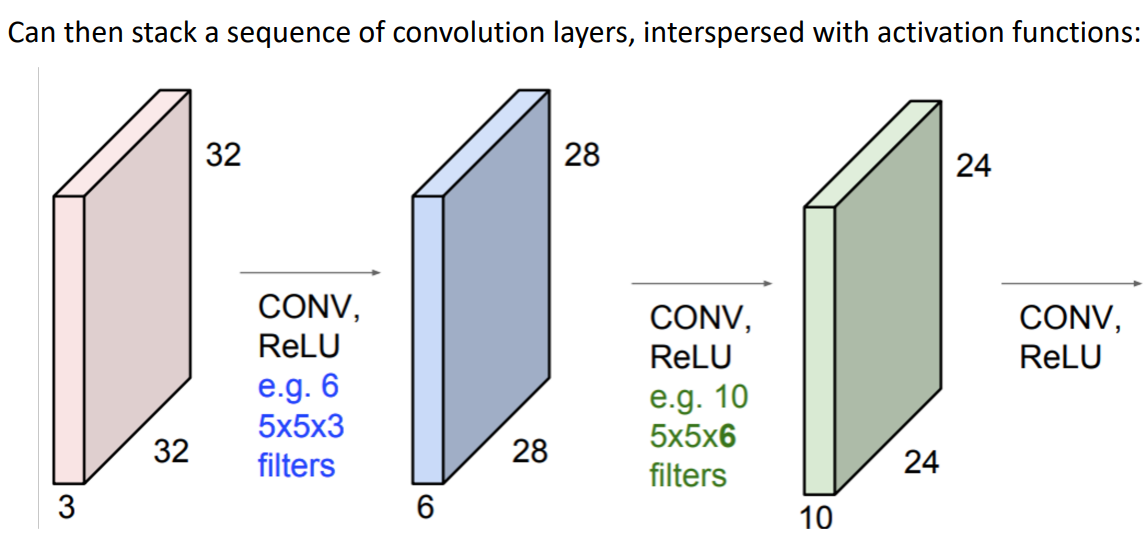 Can then stack a sequence of convolution layers, interspersed with activation functions:
32
32
3
CONV,
ReLU
e.g. 6
5x5x3
filters
28
28
6
CONV,
ReLU
e.g. 10
5x5x6
filters
24
24
10
CONV,
ReLU